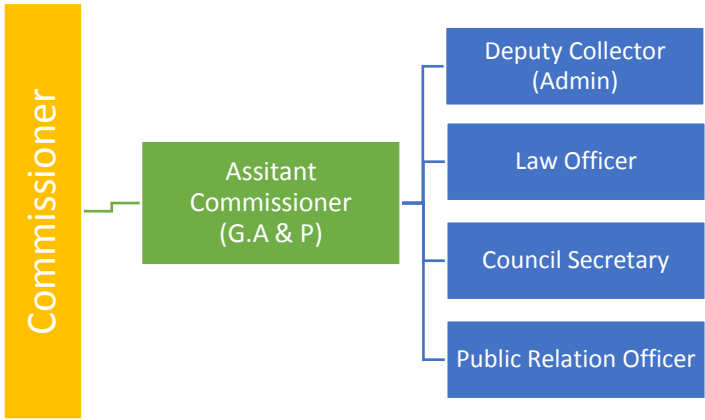 Commissioner
Assitant
Commissioner
(G.A & P)
Deputy Collector
(Admin)
Law Officer
Council Secretary
Public Relation Officer